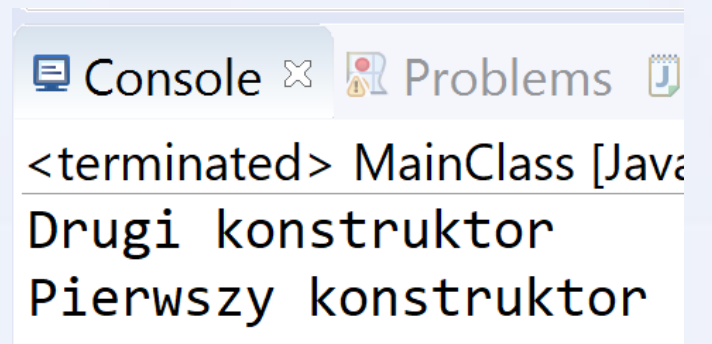 Console Problems
<terminated> MainClass [Java
Drugi konstruktor
Pierwszy konstruktor